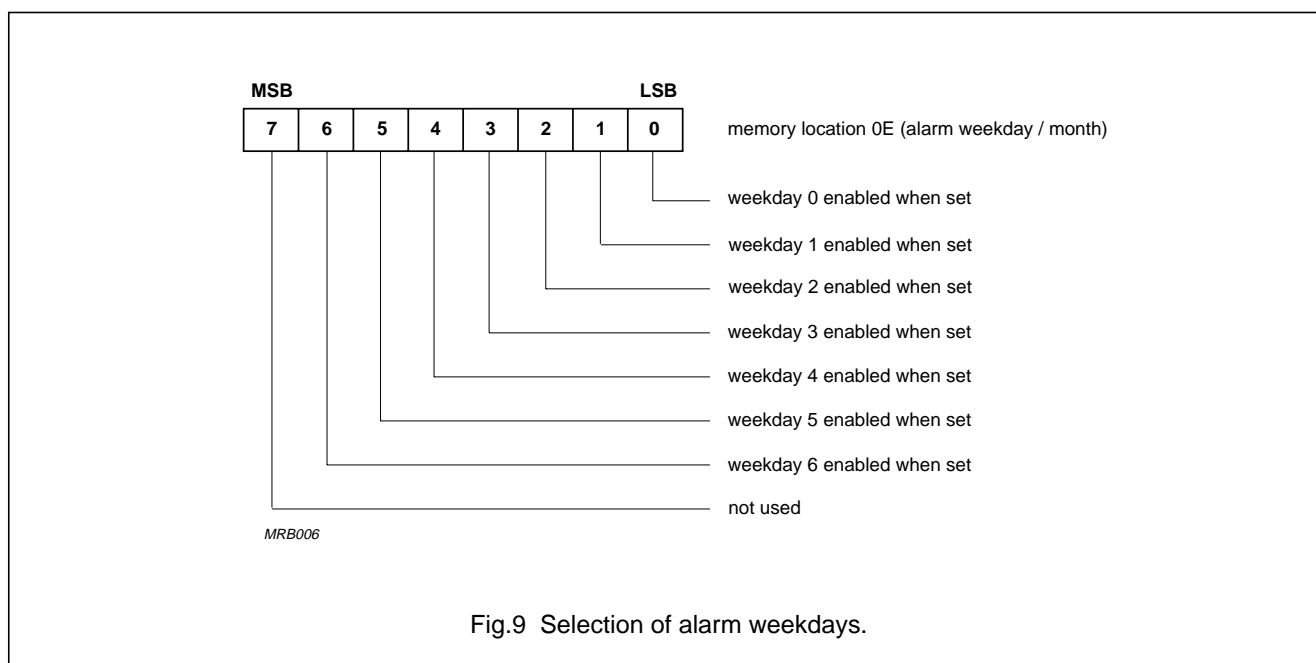 MSB LSB
7 6 5 4 3 2 1 0 memory location 0E (alarm weekday / month)
weekday 0 enabled when set
weekday 1 enabled when set
weekday 2 enabled when set
weekday 3 enabled when set
weekday 4 enabled when set
weekday 5 enabled when set
weekday 6 enabled when set
not used
MRB006
Fig.9 Selection of alarm weekdays.